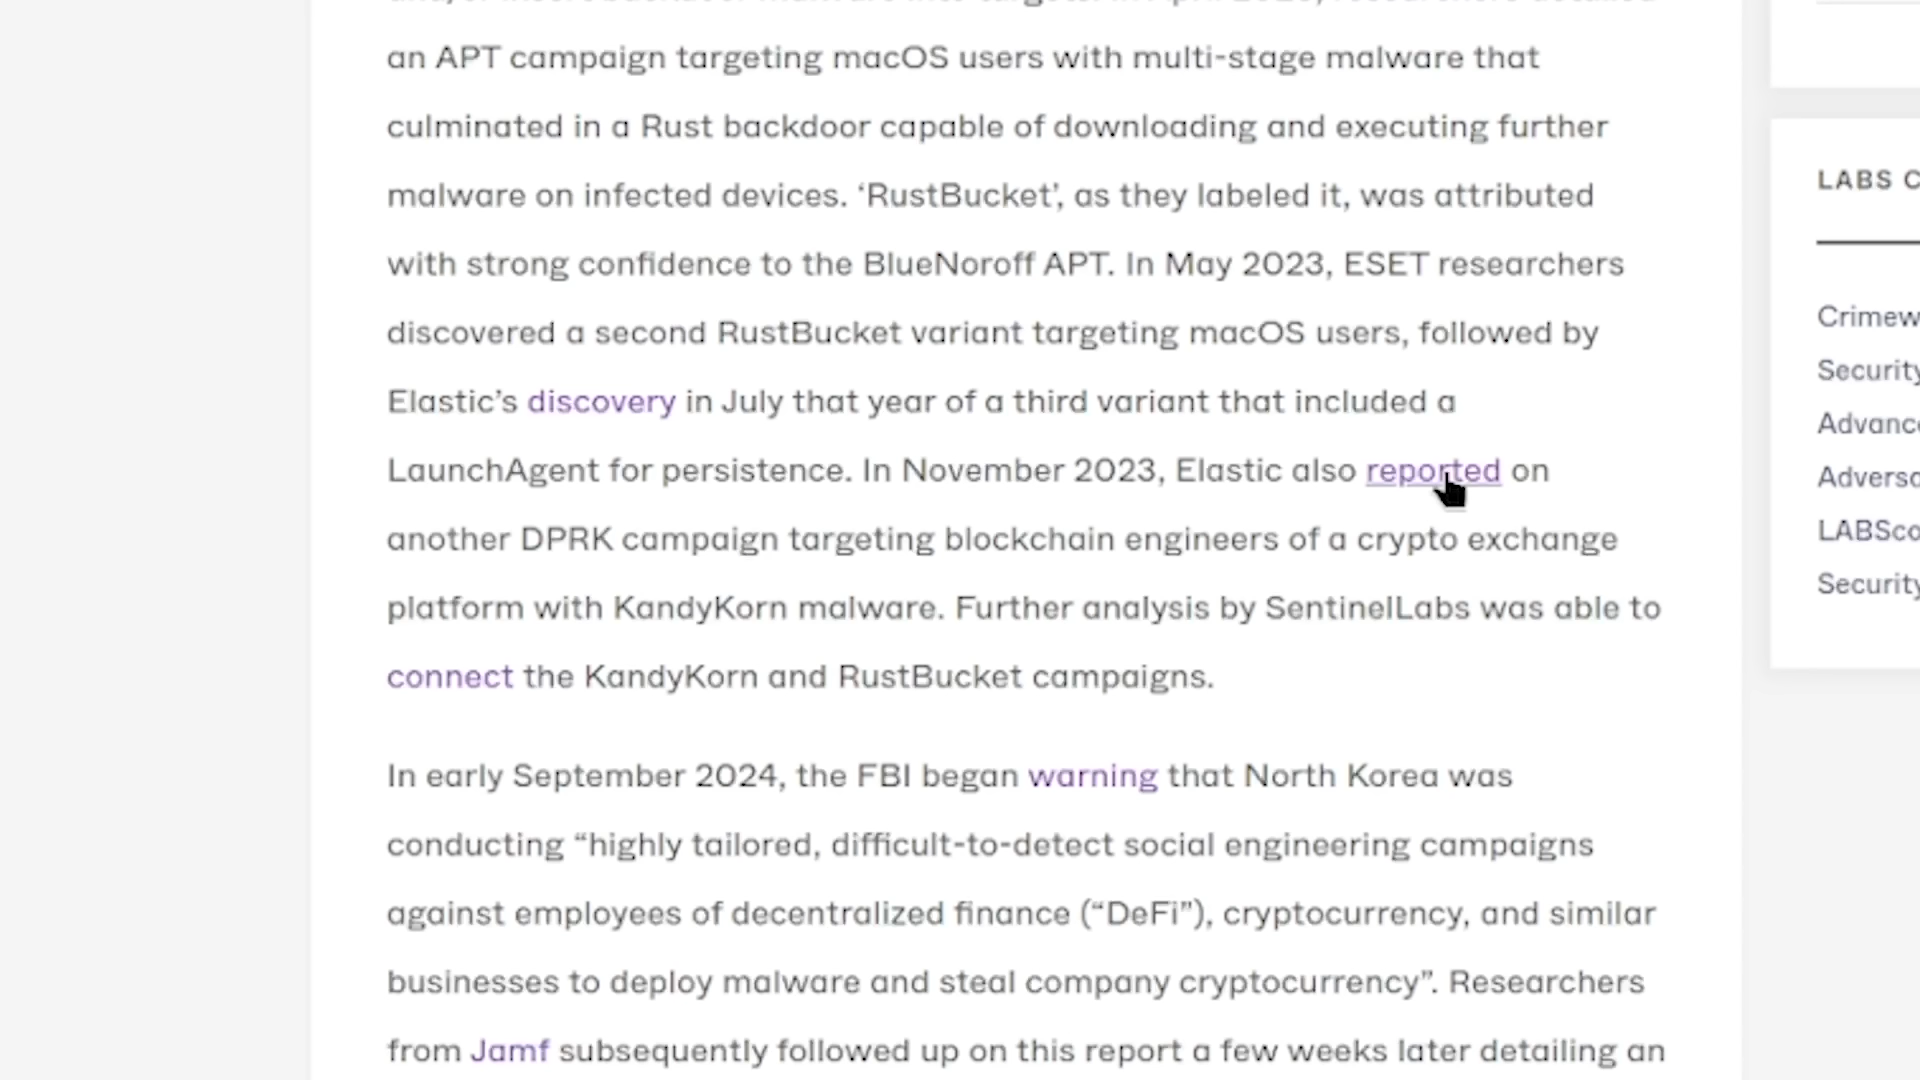 an APT campaign targeting macOS users with multi-stage malware that
culminated in a Rust backdoor capable of downloading and executing further
malware on infected devices. ‘RustBucket’, as they labeled it, was attributed
with strong confidence to the BlueNoroff APT. In May 2023, ESET researchers
discovered a second RustBucket variant targeting macOS users, followed by
Elastic’s discovery in July that year of a third variant that included a
LaunchAgent for persistence. In November 2023, Elastic also reported on
another DPRK campaign targeting blockchain engineers of a crypto exchange
platform with KandyKorn malware. Further analysis by SentinelLabs was able to
connect the KandyKorn and RustBucket campaigns.
In early September 2024, the FBI began warning that North Korea was
conducting “highly tailored, difficult-to-detect social engineering campaigns
against employees of decentralized finance (“DeFi”), cryptocurrency, and similar
businesses to deploy malware and steal company cryptocurrency”. Researchers
from Jamf subsequently followed up on this report a few weeks later detailing an
LABS C
Crimew
Security
Advanc
Adversa
LABSco
Security